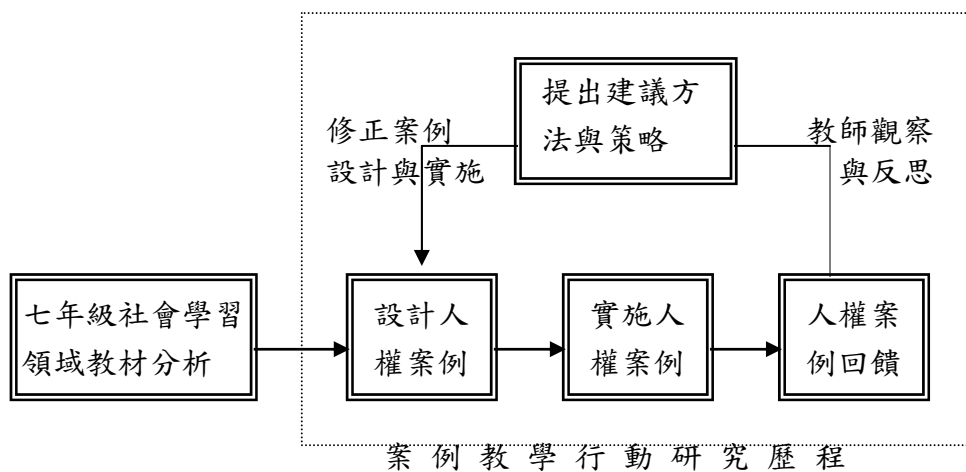 提出建議方
法與策略
修正案例
設計與實施
教師觀察
與反思
七年級社會學習
領域教材分析
設計人
權案例
實施人
權案例
人權案
例回饋
案例教學行動研究歷程